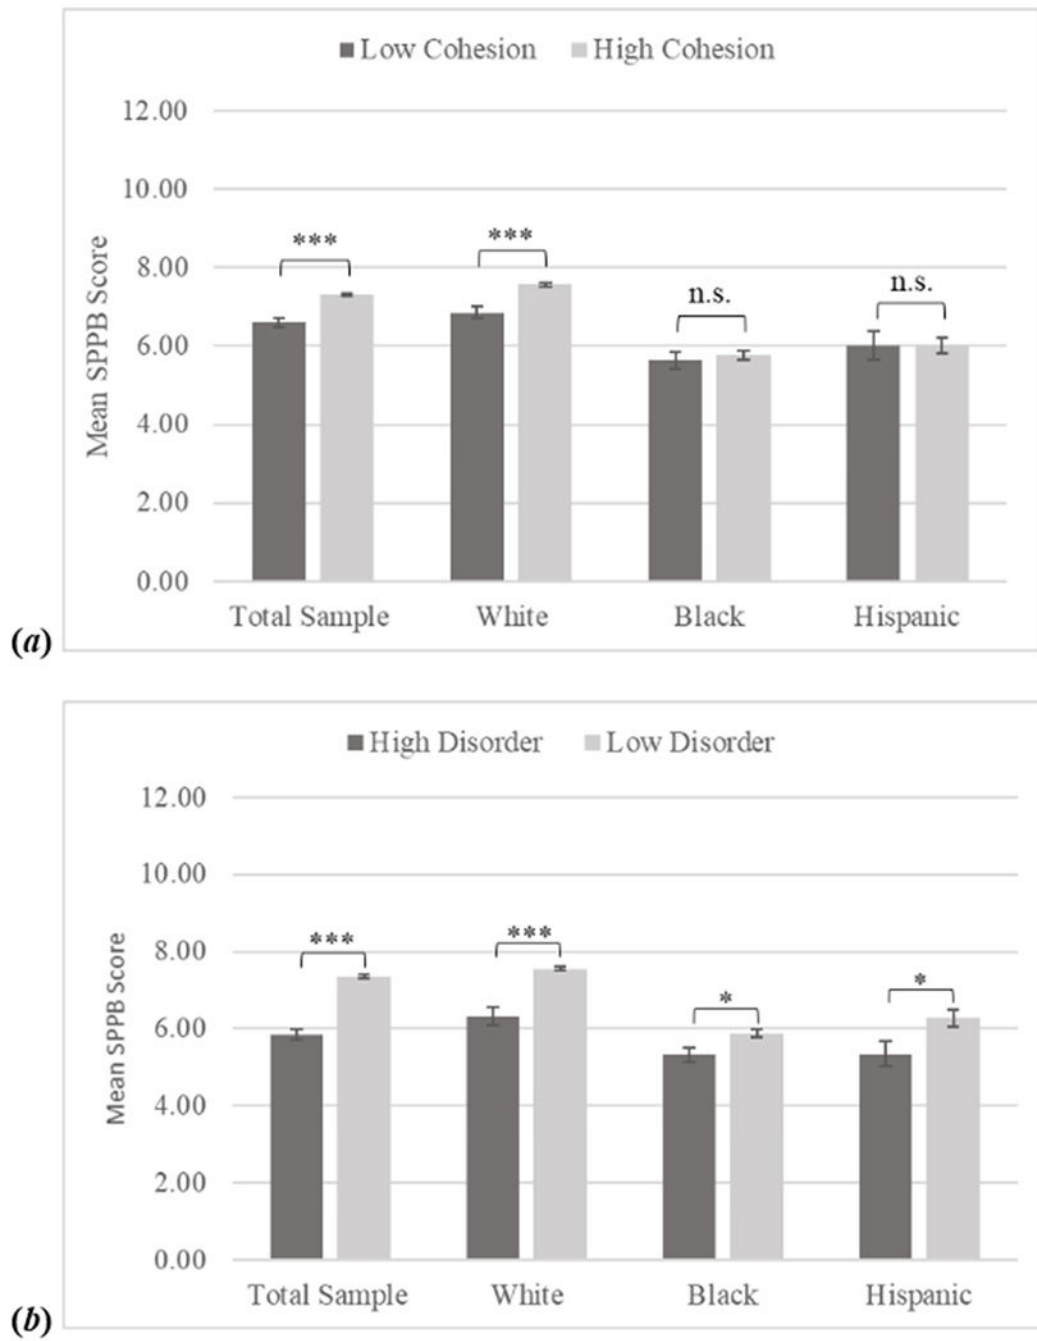 Low Cohesion High Cohesion
12.00
10.00
8.00
6.00
4.00
2.00
0.00
Mean SPPB Score
***
***
n.s.
n.s.
Total Sample White Black Hispanic
(a)
High Disorder Low Disorder
12.00
10.00
8.00
6.00
4.00
2.00
0.00
Mean SPPB Score
***
***
*
*
Total Sample White Black Hispanic
(b)